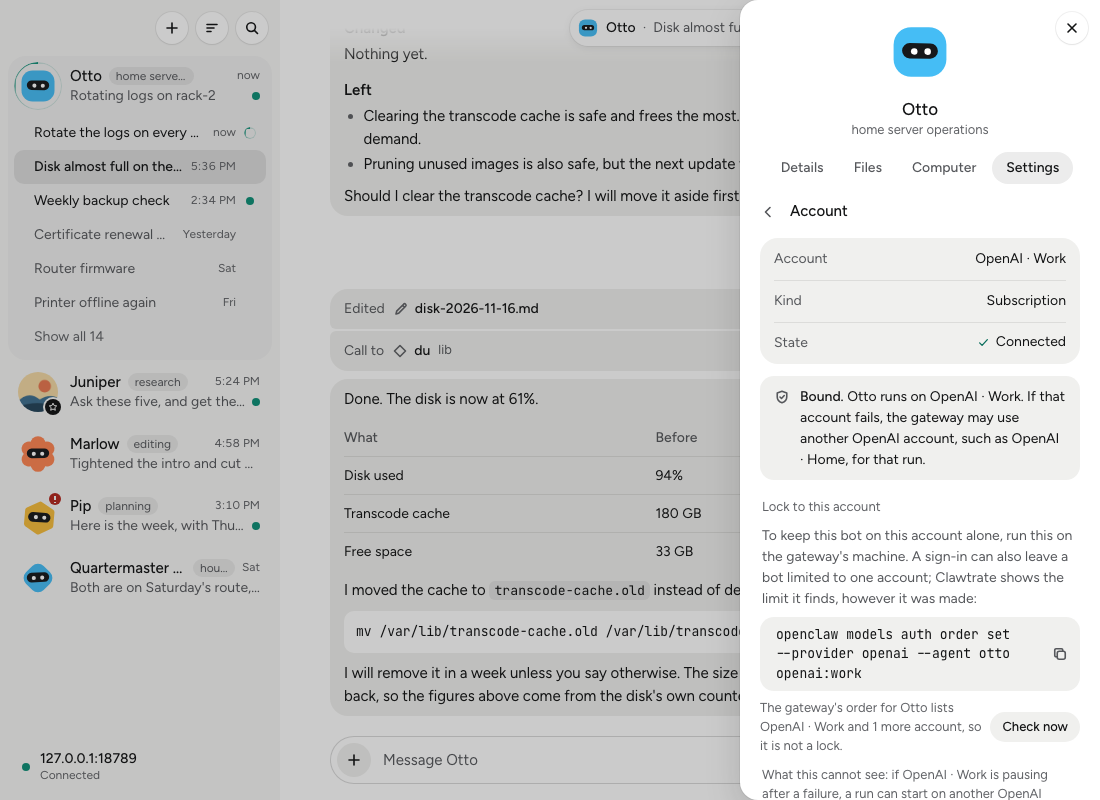 Otto
home serve...
now
Rotating logs on rack-2
Rotate the logs on every ...
now
Disk almost full on the...
5:36 PM
Weekly backup check
2:34 PM
Certificate renewal ...
Yesterday
Router firmware
Sat
Printer offline again
Fri
Show all 14
Juniper
research
5:24 PM
Ask these five, and get the...
Marlow
editing
4:58 PM
Tightened the intro and cut ...
Pip
planning
3:10 PM
Here is the week, with Thu...
Quartermaster ...
hou...
Sat
Both are on Saturday's route,...
127.0.0.1:18789
Connected
Otto · Disk almost fu
Changed
Nothing yet.
Left
• Clearing the transcode cache is safe and frees the most.
demand.
• Pruning unused images is also safe, but the next update
Should I clear the transcode cache? I will move it aside first
Edited disk-2026-11-16.md
Call to du lib
Done. The disk is now at 61%.
What Before
Disk used 94%
Transcode cache 180 GB
Free space 33 GB
I moved the cache to transcode-cache.old instead of de
mv /var/lib/transcode-cache.old /var/lib/transcod
I will remove it in a week unless you say otherwise. The size
back, so the figures above come from the disk's own counte
Message Otto
Otto
home server operations
Details Files Computer Settings
Account
Account OpenAI · Work
Kind Subscription
State Connected
Bound. Otto runs on OpenAI · Work. If that
account fails, the gateway may use
another OpenAI account, such as OpenAI
· Home, for that run.
Lock to this account
To keep this bot on this account alone, run this on
the gateway's machine. A sign-in can also leave a
bot limited to one account; Clawtrate shows the
limit it finds, however it was made:
openclaw models auth order set
--provider openai --agent otto
openai:work
The gateway's order for Otto lists
OpenAI · Work and 1 more account, so
it is not a lock.
Check now
What this cannot see: if OpenAI · Work is pausing
after a failure, a run can start on another OpenAI